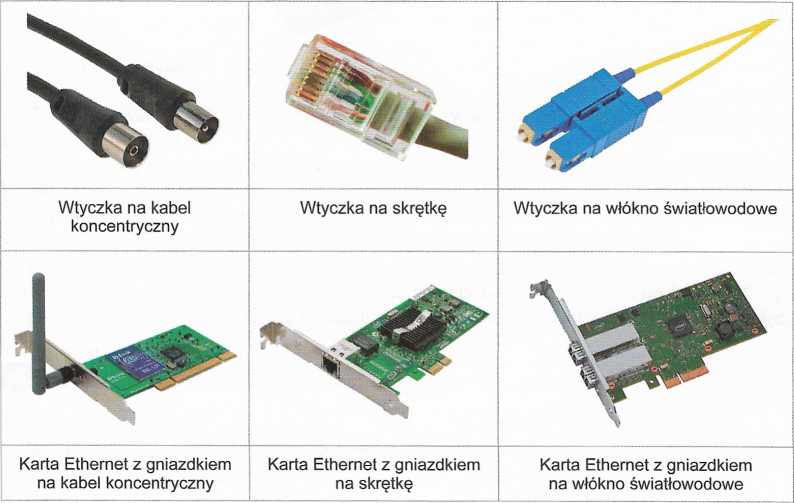 Wtyczka na kabel
koncentryczny
Wtyczka na skrętkę
Wtyczka na włókno światłowodowe
Karta Ethernet z gniazdkiem
na kabel koncentryczny
Karta Ethernet z gniazdkiem
na skrętkę
Karta Ethernet z gniazdkiem
na włókno światłowodowe